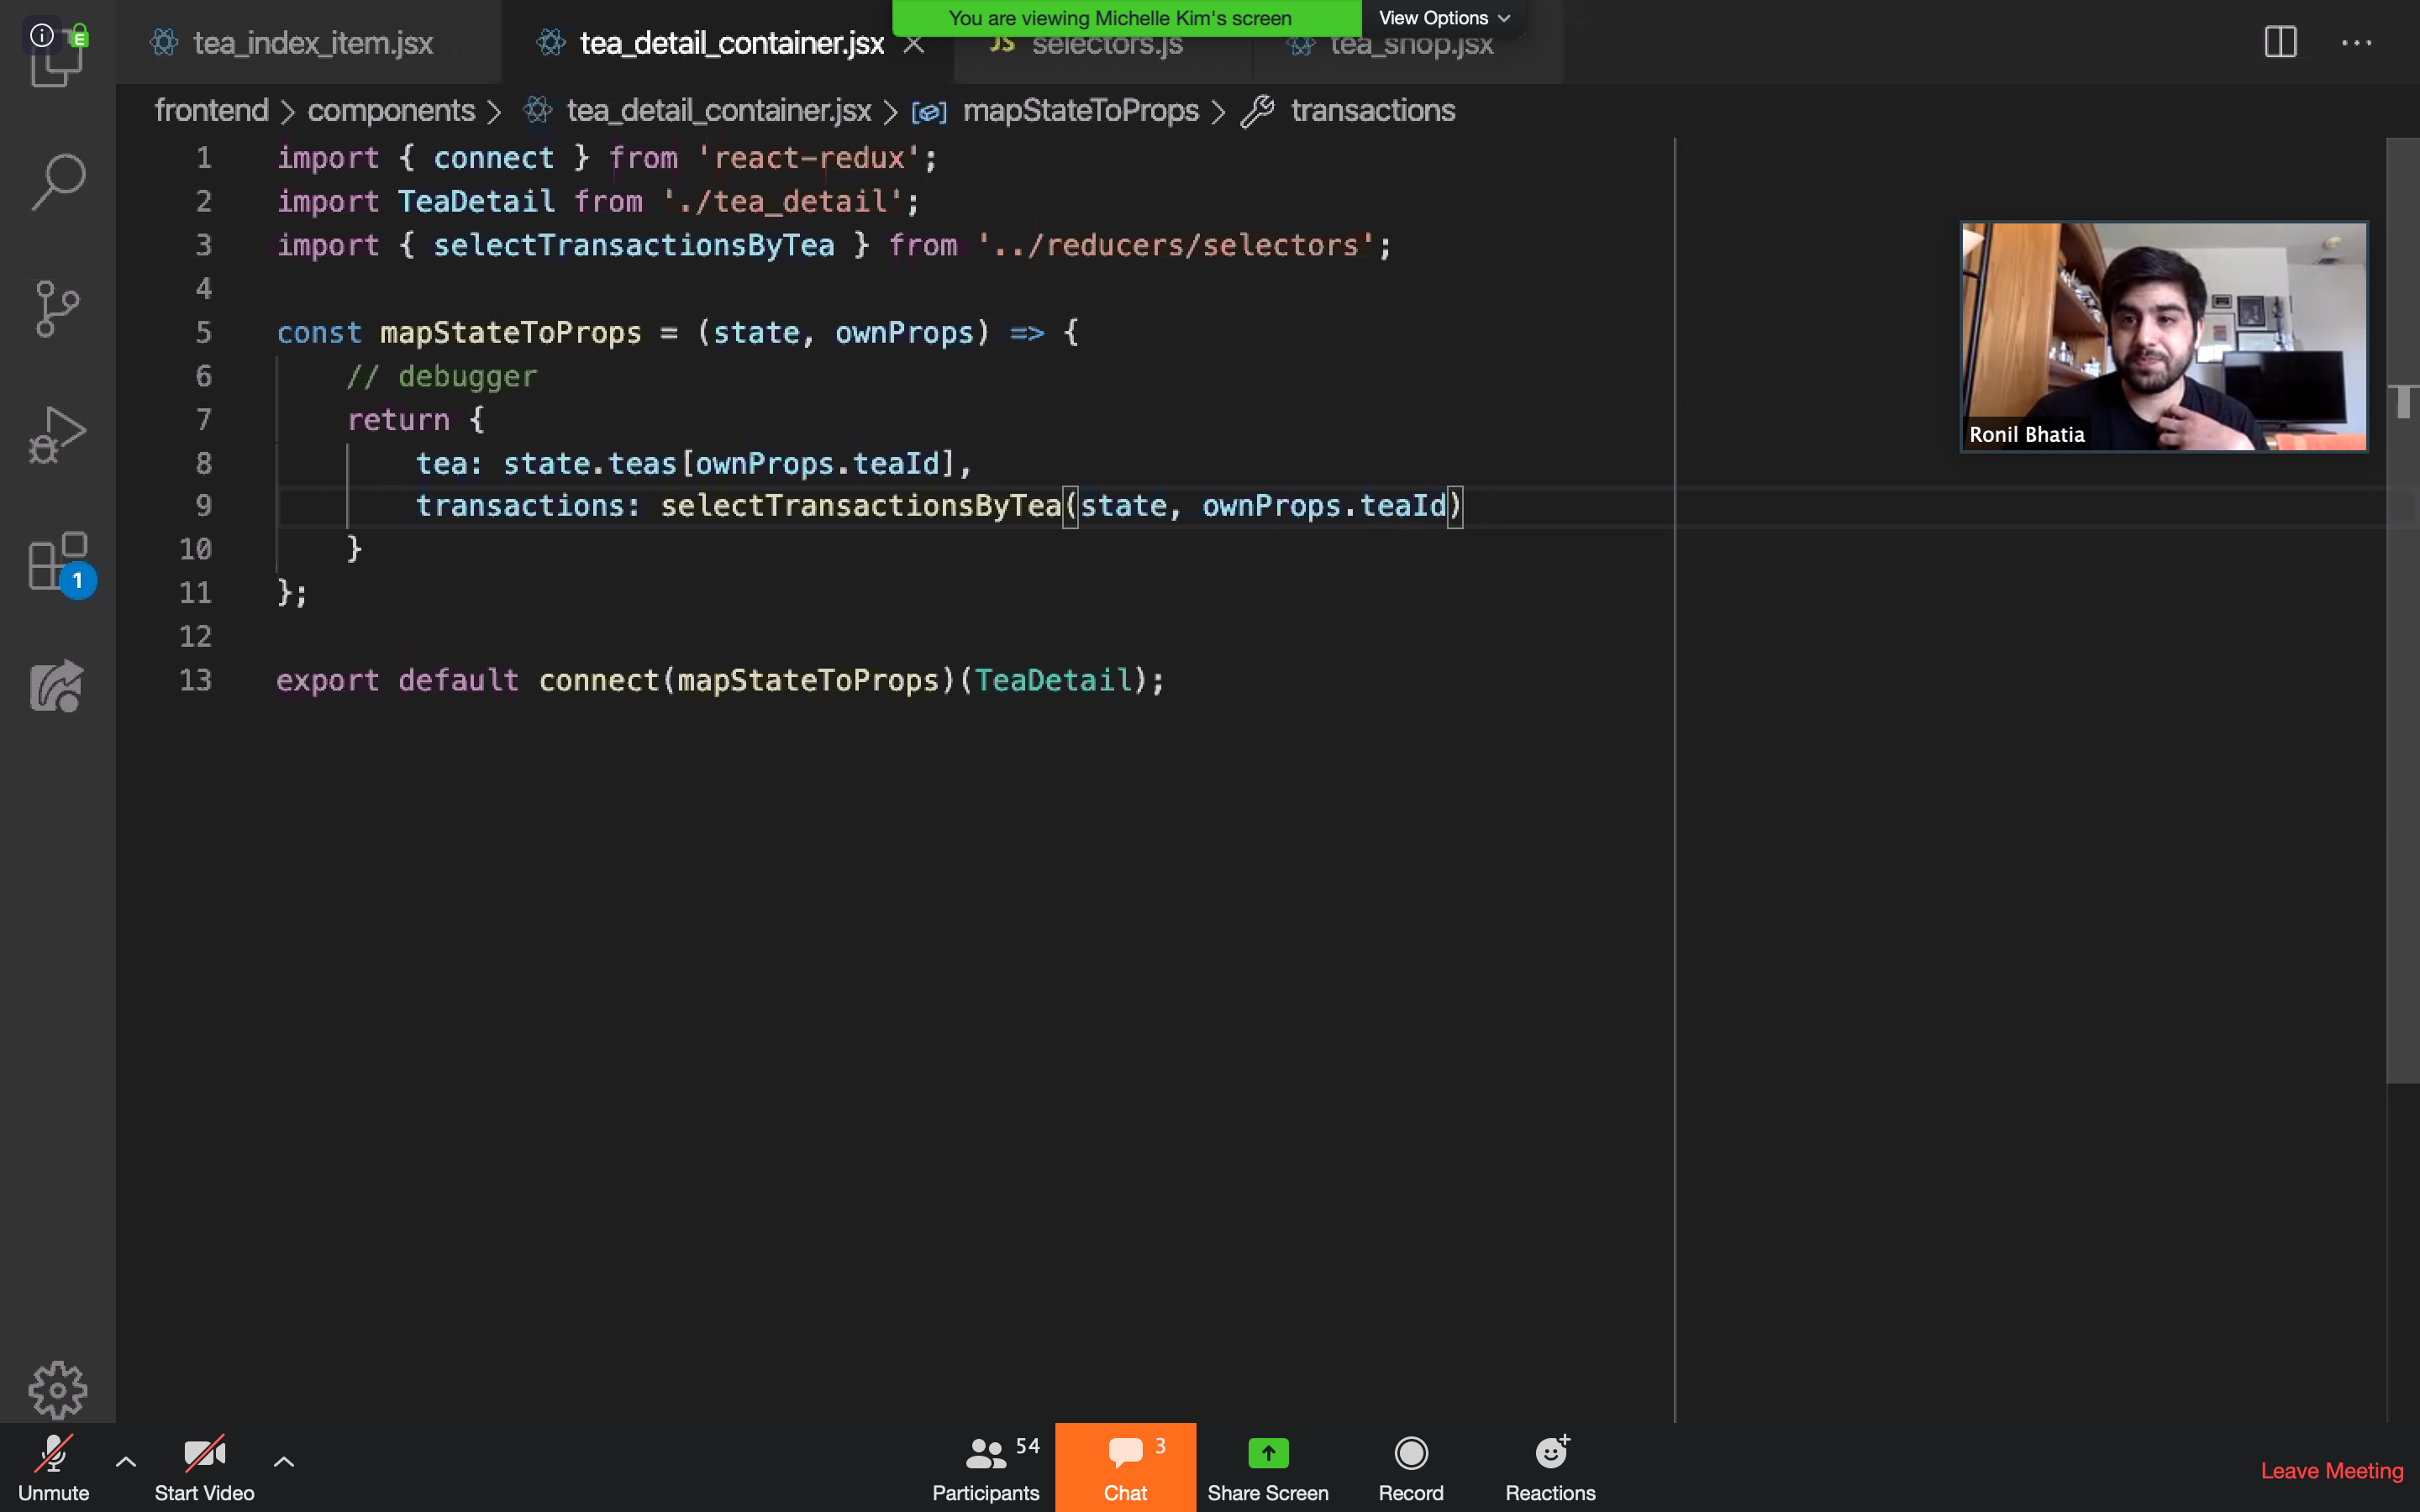 You are viewing Michelle Kim's screen View Options
tea_index_item.jsx tea_detail_container.jsx JS selectors.js tea_shop.jsx
frontend > components > tea_detail_container.jsx > mapStateToProps > transactions
1 import { connect } from 'react-redux';
2 import TeaDetail from './tea_detail';
3 import { selectTransactionsByTea } from '../reducers/selectors';
4
5 const mapStateToProps = (state, ownProps) => {
6 // debugger
7 return {
8 tea: state.teas[ownProps.teaId],
9 transactions: selectTransactionsByTea(state, ownProps.teaId)
10 }
11 };
12
13 export default connect(mapStateToProps)(TeaDetail);
Ronil Bhatia
1
E
54
3
Unmute Start Video Participants Chat Share Screen Record Reactions Leave Meeting